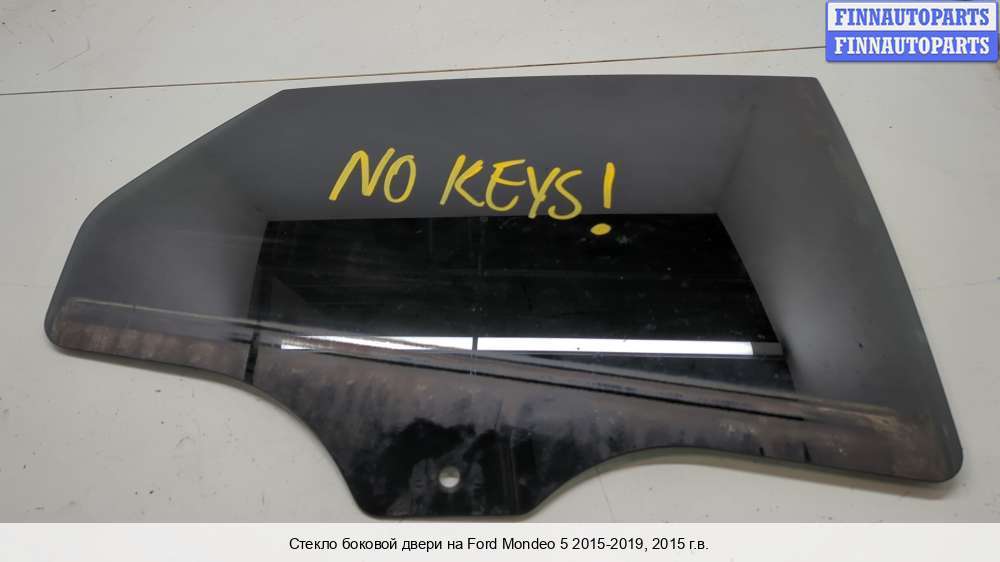 FINNAUTOPARTS
FINNAUTOPARTS
NO KEYS!
Стекло боковой двери на Ford Mondeo 5 2015-2019, 2015 г.в.